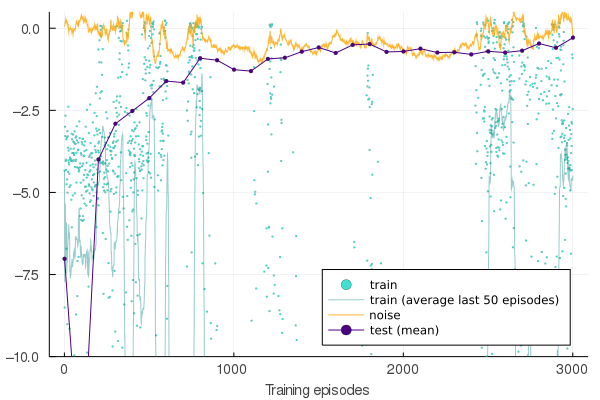 0.0
−2.5
−5.0
−7.5
−10.0
train
train (average last 50 episodes)
noise
test (mean)
0 1000 2000 3000
Training episodes